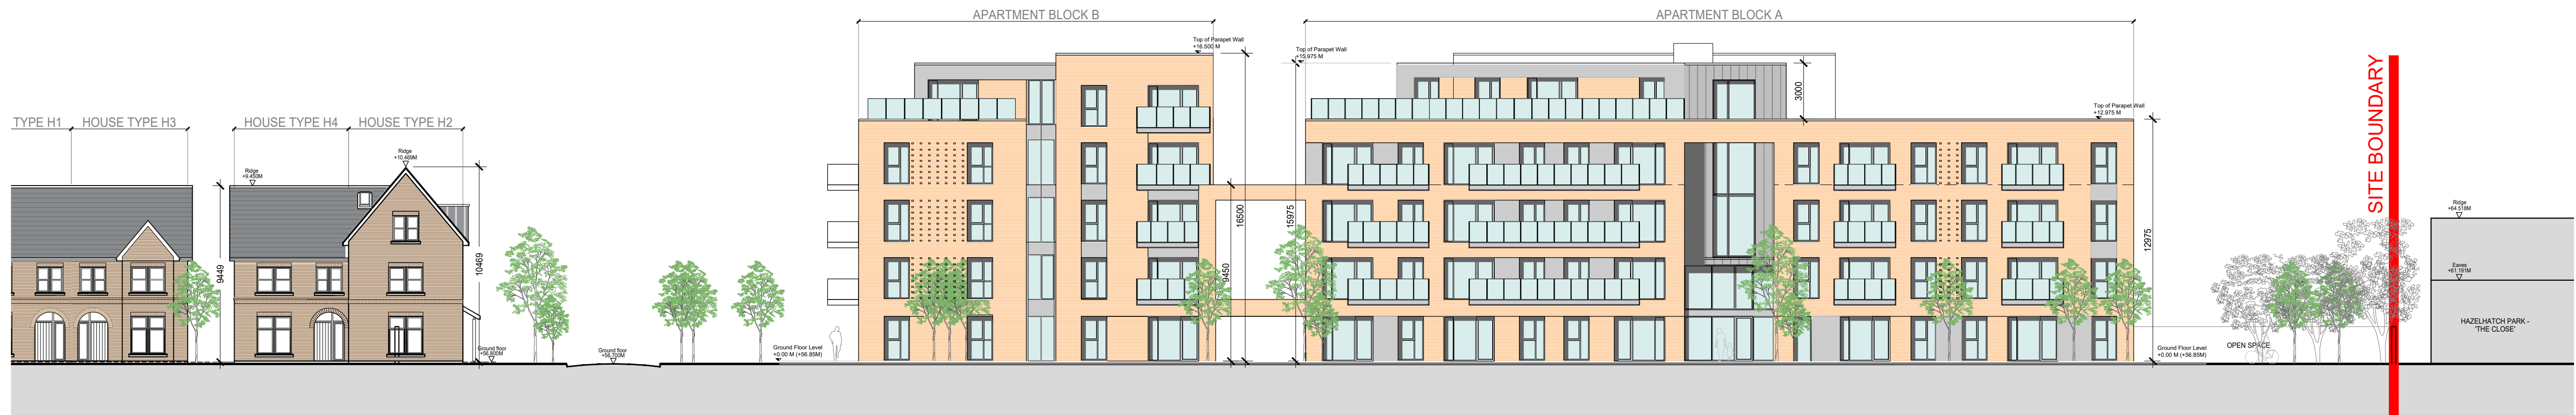 APARTMENT BLOCK B
APARTMENT BLOCK A
TYPE H1
HOUSE TYPE H3
HOUSE TYPE H4
HOUSE TYPE H2
Ridge
+9.450M
Ridge
+10.469M
9449
10469
Ground floor
+56.800M
Ground floor
+56.700M
Ground Floor Level
+0.00 M (+56.85M)
Top of Parapet Wall
+16.500 M
Top of Parapet Wall
+15.975 M
16500
9450
15975
3000
Top of Parapet Wall
+12.975 M
12975
Ground Floor Level
+0.00 M (+56.85M)
OPEN SPACE
SITE BOUNDARY
Ridge
+64.518M
Eaves
+61.191M
HAZELHATCH PARK -
'THE CLOSE'